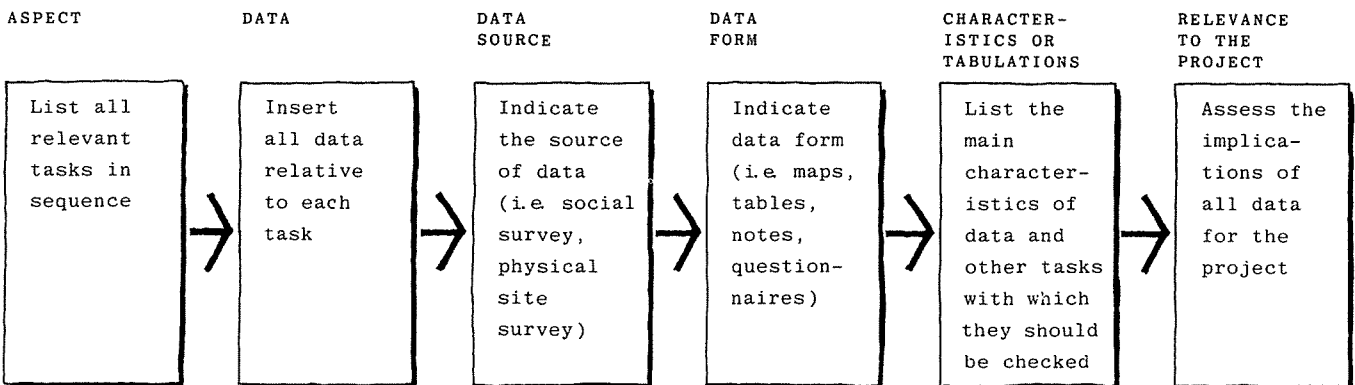 ASPECT
List all
relevant
tasks in
sequence
DATA
Insert
all data
relative
to each
task
DATA
SOURCE
Indicate
the source
of data
(i.e. social
survey,
physical
site
survey)
DATA
FORM
Indicate
data form
(i.e. maps,
tables,
notes,
question-
naires)
CHARACTER-
ISTICS OR
TABULATIONS
List the
main
character-
istics of
data and
other tasks
with which
they should
be checked
RELEVANCE
TO THE
PROJECT
Assess the
implica-
tions of
all data
for the
project